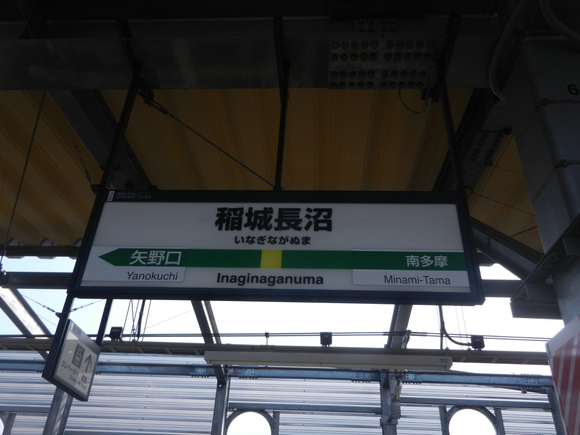 稲城長沼
いなぎながぬま
矢野口
南多摩
Yanokuchi
Inaginaganuma
Minami-Tama